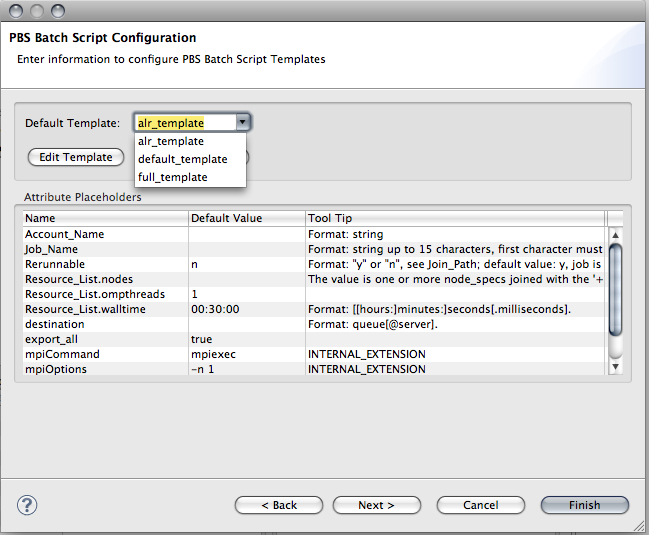 PBS Batch Script Configuration
Enter information to configure PBS Batch Script Templates
Default Template: alr_template
alr_template
Edit Template default_template
full_template
Attribute Placeholders
Name Default Value Tool Tip
Account_Name Format: string
Job_Name Format: string up to 15 characters, first character must
Rerunnable n Format: "y" or "n", see Join_Path; default value: y, job is
Resource_List.nodes The value is one or more node_specs joined with the '+
Resource_List.ompthreads 1
Resource_List.walltime 00:30:00 Format: [[hours:]minutes:]seconds[.milliseconds].
destination Format: queue[@server].
export_all true
mpiCommand mpiexec INTERNAL_EXTENSION
mpiOptions -n 1 INTERNAL_EXTENSION
? < Back Next > Cancel Finish